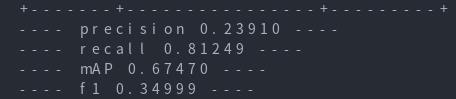 +-------+----------------+---------+
---- precision 0.23910 ----
---- recall 0.81249 ----
---- mAP 0.67470 ----
---- f1 0.34999 ----